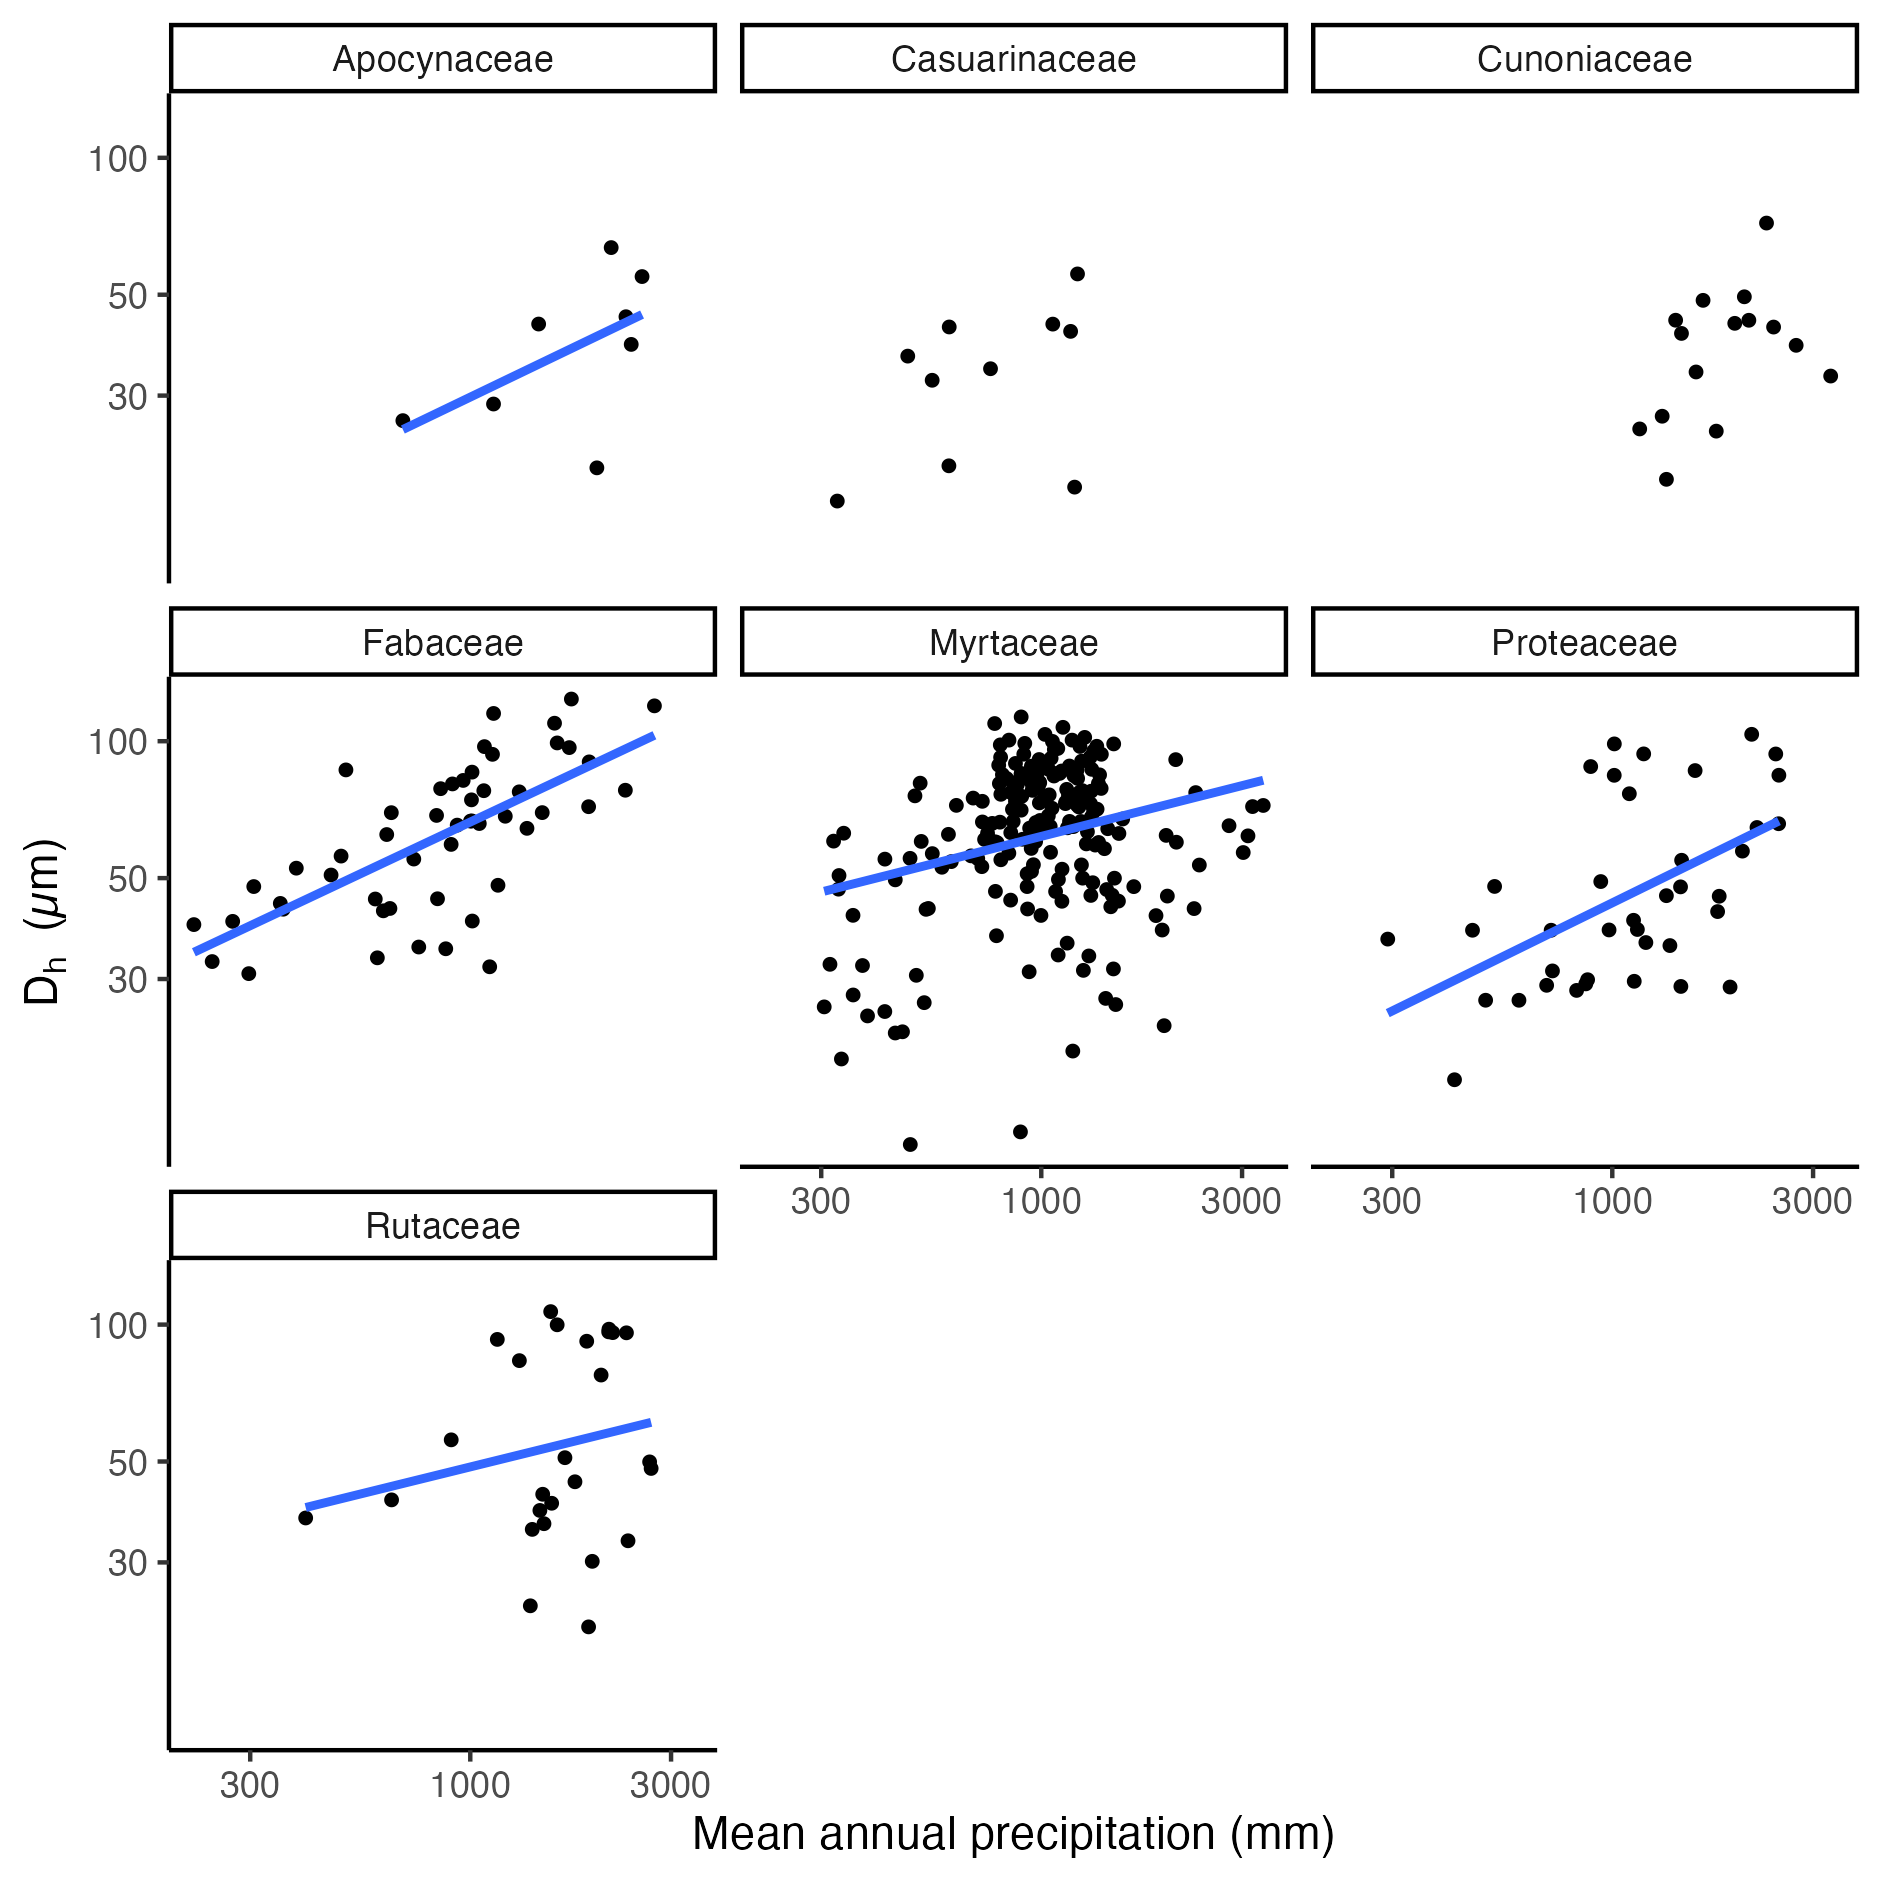 Apocynaceae
Casuarinaceae
Cunoniaceae
100
50
30
Fabaceae
Myrtaceae
Proteaceae
100
50
30
300 1000 3000
300 1000 3000
Rutaceae
100
50
30
300 1000 3000
Dh (μm)
Mean annual precipitation (mm)